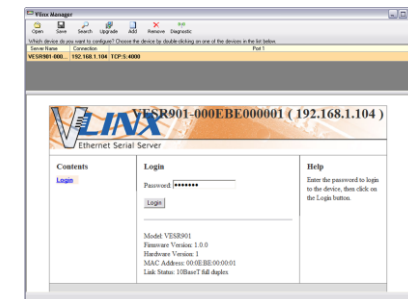 Vlinx Manager
Open Save Search Upgrade Add Remove Diagnostic
Which device do you want to configure? Choose the device by double-clicking on one of the devices in the list below.
Server Name Connection Port 1
VESR901-000... 192.168.1.104 TCP:5:4000
VESR901-000EBE000001 ( 192.168.1.104 )
VLINX
Ethernet Serial Server
Contents
Login
Login
Password: •••••••
Login
Model: VESR901
Firmware Version: 1.0.0
Hardware Version: 1
MAC Address: 00:0E:BE:00:00:01
Link Status: 10BaseT full duplex
Help
Enter the password to login
to the device, then click on
the Login button.